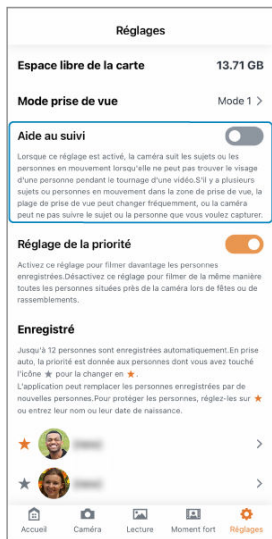 Réglages
Espace libre de la carte 13.71 GB
Mode prise de vue Mode 1 >
Aide au suivi
Lorsque ce réglage est activé, la caméra suit les sujets ou les
personnes en mouvement lorsqu'elle ne peut pas trouver le visage
d'une personne pendant le tournage d'une vidéo.S'il y a plusieurs
sujets ou personnes en mouvement dans la zone de prise de vue, la
plage de prise de vue peut changer fréquemment, ou la caméra
peut ne pas suivre le sujet ou la personne que vous voulez capturer.
Réglage de la priorité
Activez ce réglage pour filmer davantage les personnes
enregistrées.Désactivez ce réglage pour filmer de la même manière
toutes les personnes situées près de la caméra lors de fêtes ou de
rassemblements.
Enregistré
Jusqu'à 12 personnes sont enregistrées automatiquement.En prise
auto, la priorité est donnée aux personnes dont vous avez touché
l'icône ★ pour la changer en ★.
L'application peut remplacer les personnes enregistrées par de
nouvelles personnes.Pour protéger les personnes, réglez-les sur ★
ou entrez leur nom ou leur date de naissance.
Accueil Caméra Lecture Moment fort Réglages